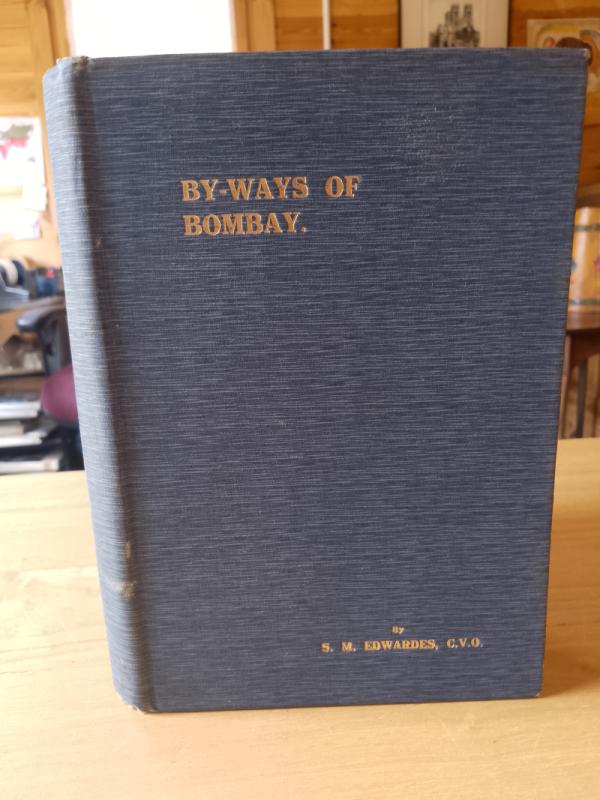 BY-WAYS OF
BOMBAY.
By
S. M. EDWARDES, C.V.O.